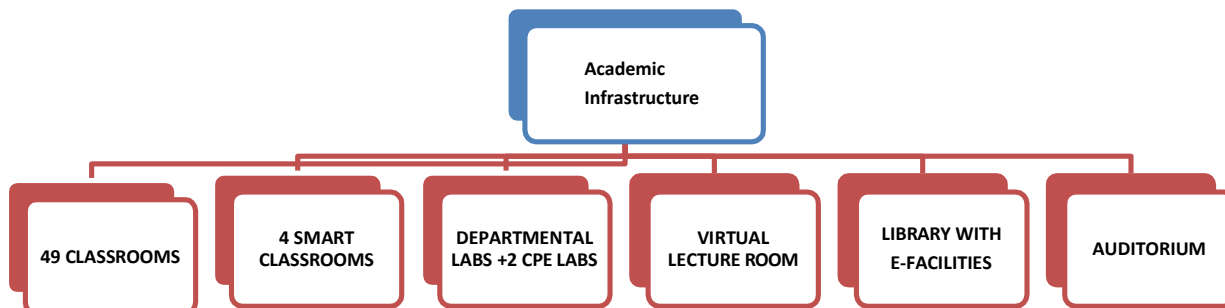 Academic
Infrastructure
49 CLASSROOMS
4 SMART
CLASSROOMS
DEPARTMENTAL
LABS +2 CPE LABS
VIRTUAL
LECTURE ROOM
LIBRARY WITH
E-FACILITIES
AUDITORIUM